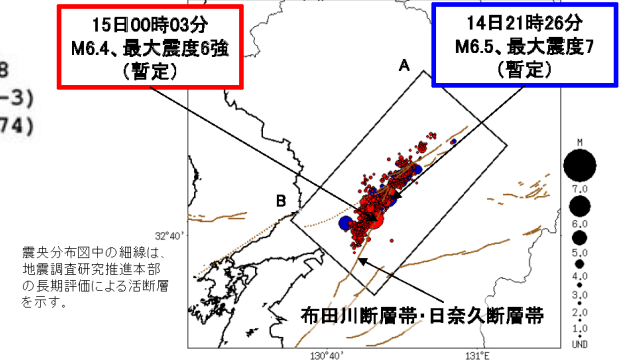 15日00時03分
M6.4、最大震度6強
(暫定)
14日21時26分
M6.5、最大震度7
(暫定)
8
-3)
74)
A
B
M
7.0
6.0
5.0
4.0
3.0
2.0
1.0
UND
32°40'
震央分布図中の細線は、
地震調査研究推進本部
の長期評価による活断層
を示す。
布田川断層帯・日奈久断層帯
130°40'
131°E